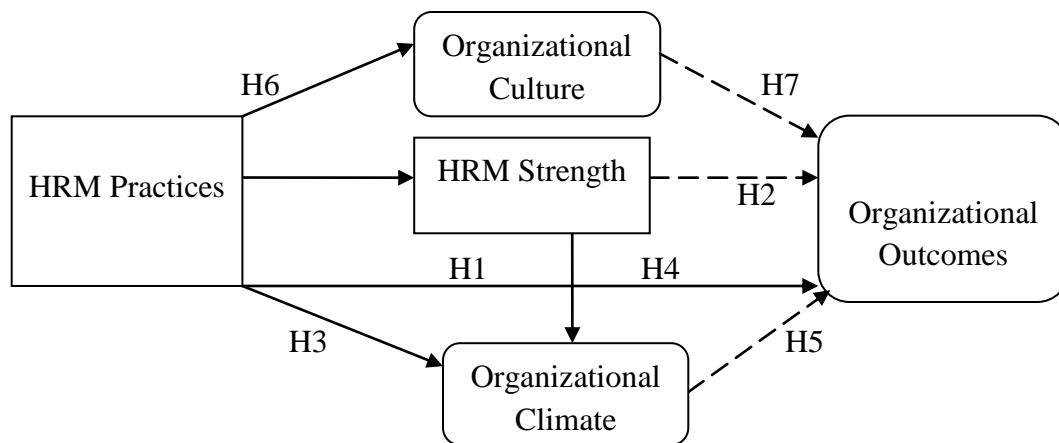 Organizational
Culture
H6
H7
HRM Practices
HRM Strength
H2
Organizational
Outcomes
H1
H4
H3
H5
Organizational
Climate